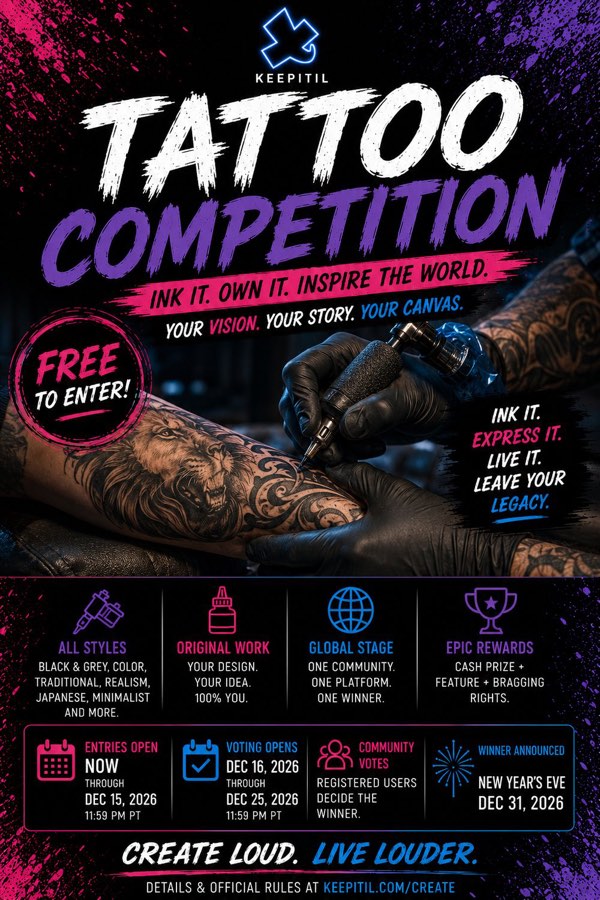 KEEPITIL
TATTOO
COMPETITION
INK IT. OWN IT. INSPIRE THE WORLD.
YOUR VISION. YOUR STORY. YOUR CANVAS.
FREE
TO ENTER!
INK IT.
EXPRESS IT.
LIVE IT.
LEAVE YOUR
LEGACY.
ALL STYLES
BLACK & GREY, COLOR,
TRADITIONAL, REALISM,
JAPANESE, MINIMALIST
AND MORE.
ORIGINAL WORK
YOUR DESIGN.
YOUR IDEA.
100% YOU.
GLOBAL STAGE
ONE COMMUNITY.
ONE PLATFORM.
ONE WINNER.
EPIC REWARDS
CASH PRIZE +
FEATURE + BRAGGING
RIGHTS.
ENTRIES OPEN
NOW
THROUGH
DEC 15, 2026
11:59 PM PT
VOTING OPENS
DEC 16, 2026
THROUGH
DEC 25, 2026
11:59 PM PT
COMMUNITY
VOTES
REGISTERED USERS
DECIDE THE
WINNER.
WINNER ANNOUNCED
NEW YEAR'S EVE
DEC 31, 2026
CREATE LOUD. LIVE LOUDER.
DETAILS & OFFICIAL RULES AT KEEPITIL.COM/CREATE